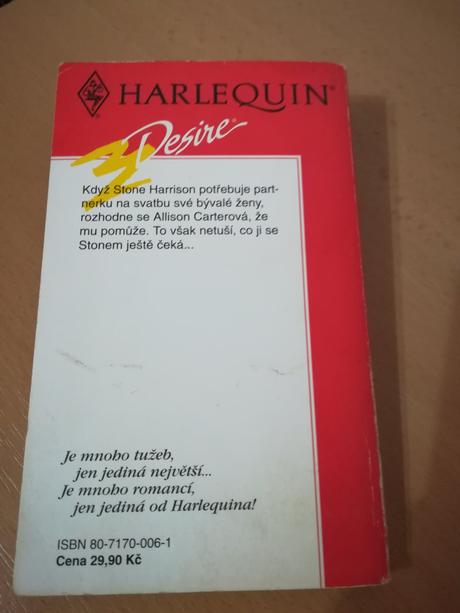 HARLEQUIN®
3 Desire®
Když Stone Harrison potřebuje part-
nerku na svatbu své bývalé ženy,
rozhodne se Allison Carterová, že
mu pomůže. To však netuší, co ji se
Stonem ještě čeká...
Je mnoho tužeb,
jen jediná největší...
Je mnoho romancí,
jen jediná od Harlequina!
ISBN 80-7170-006-1
Cena 29,90 Kč